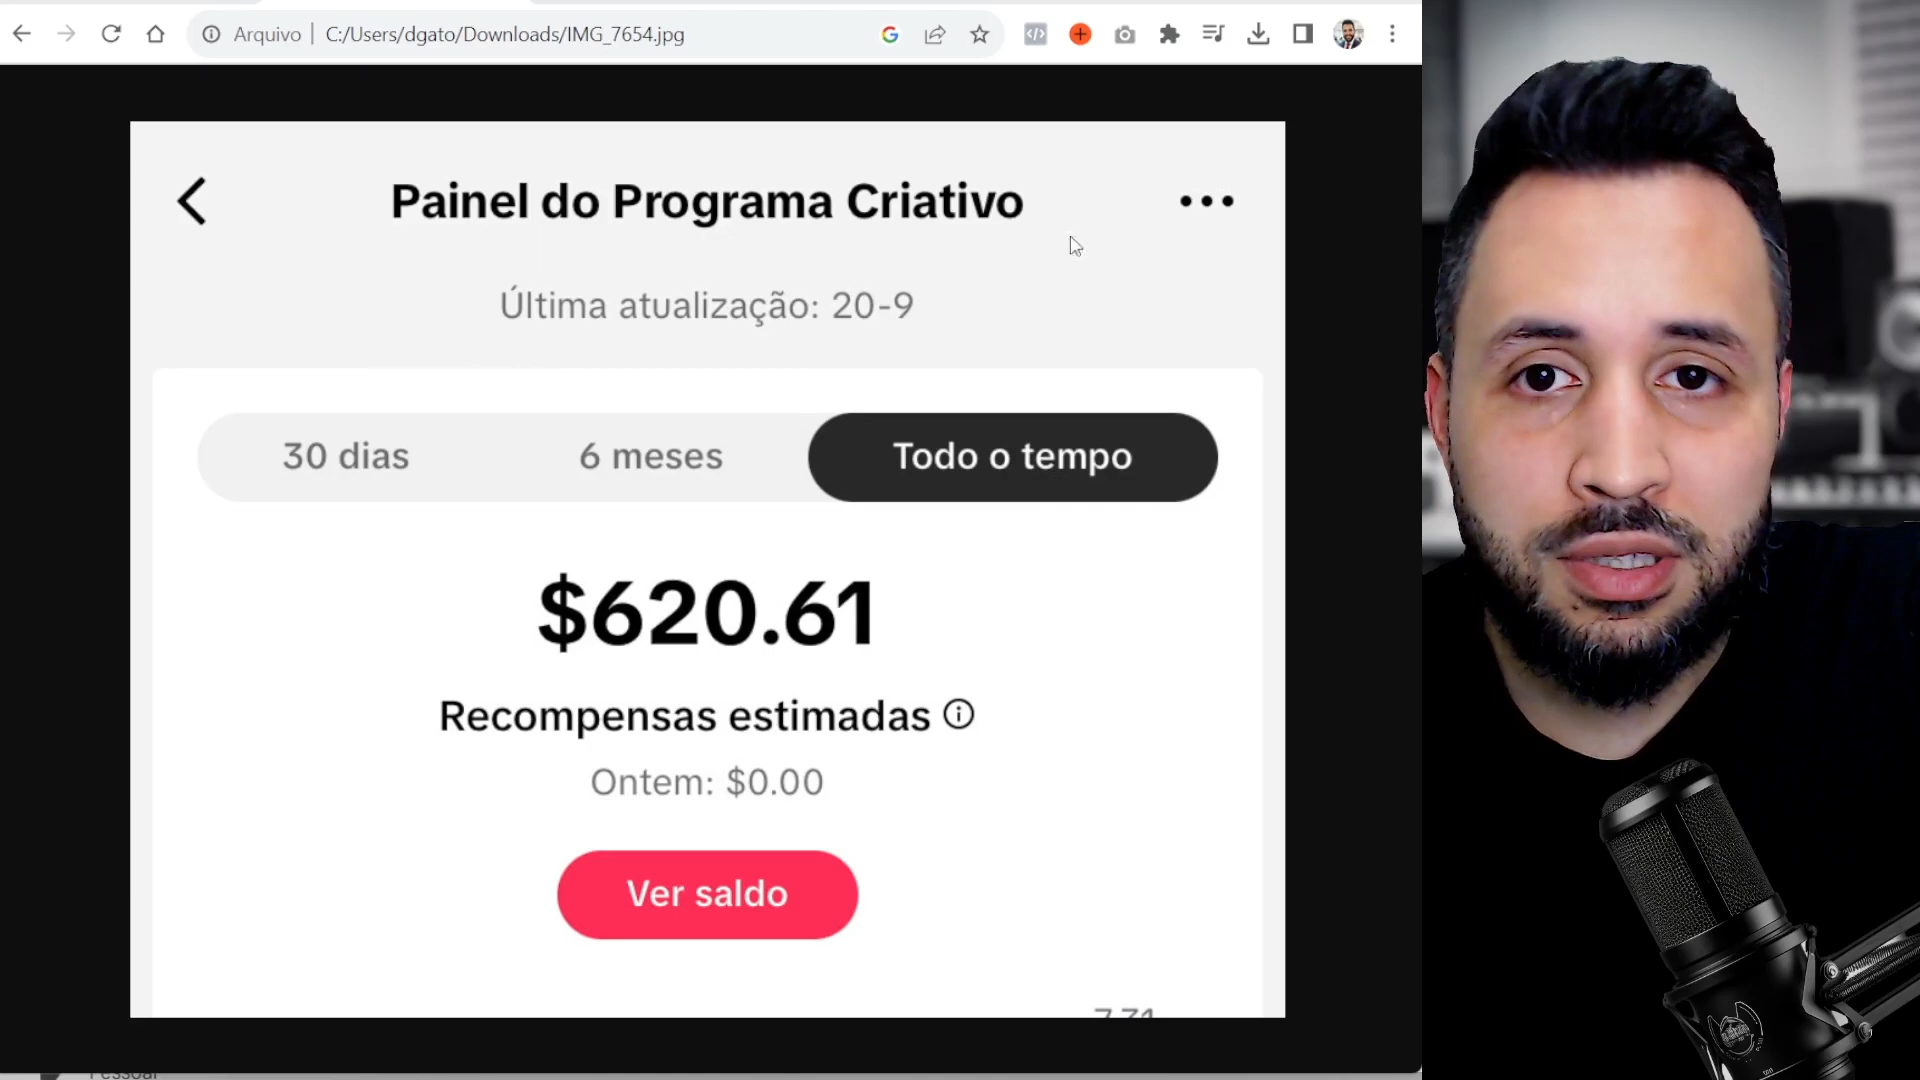 Arquivo | C:/Users/dgato/Downloads/IMG_7654.jpg
Painel do Programa Criativo
Última atualização: 20-9
30 dias 6 meses Todo o tempo
$620.61
Recompensas estimadas
Ontem: $0.00
Ver saldo